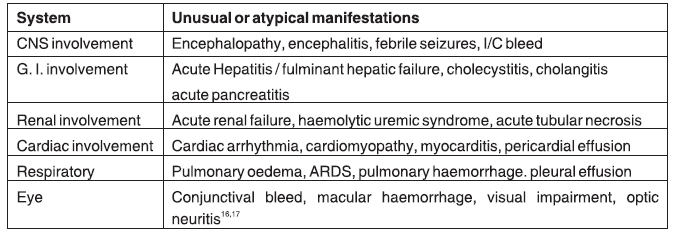 System Unusual or atypical manifestations
CNS involvement Encephalopathy, encephalitis, febrile seizures, I/C bleed
G. I. involvement Acute Hepatitis / fulminant hepatic failure, cholecystitis, cholangitis
acute pancreatitis
Renal involvement Acute renal failure, haemolytic uremic syndrome, acute tubular necrosis
Cardiac involvement Cardiac arrhythmia, cardiomyopathy, myocarditis, pericardial effusion
Respiratory Pulmonary oedema, ARDS, pulmonary haemorrhage. pleural effusion
Eye Conjunctival bleed, macular haemorrhage, visual impairment, optic
neuritis16,17